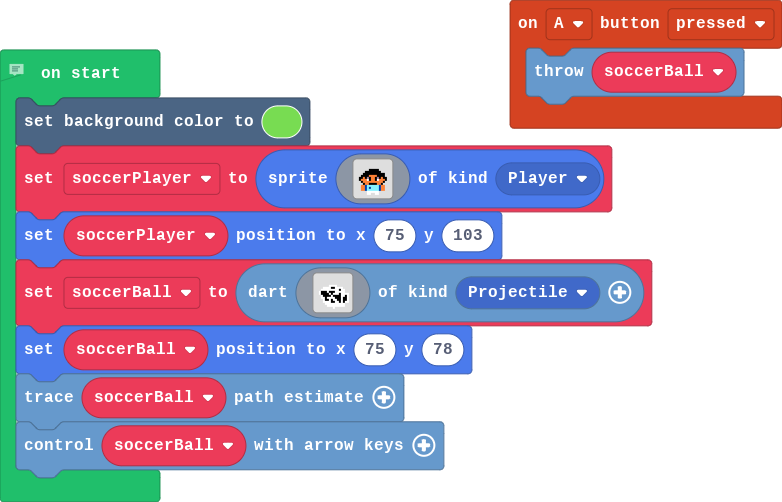 on A button pressed
throw soccerBall
on start
set background color to
set soccerPlayer to sprite of kind Player
set soccerPlayer position to x 75 y 103
set soccerBall to dart of kind Projectile
set soccerBall position to x 75 y 78
trace soccerBall path estimate
control soccerBall with arrow keys